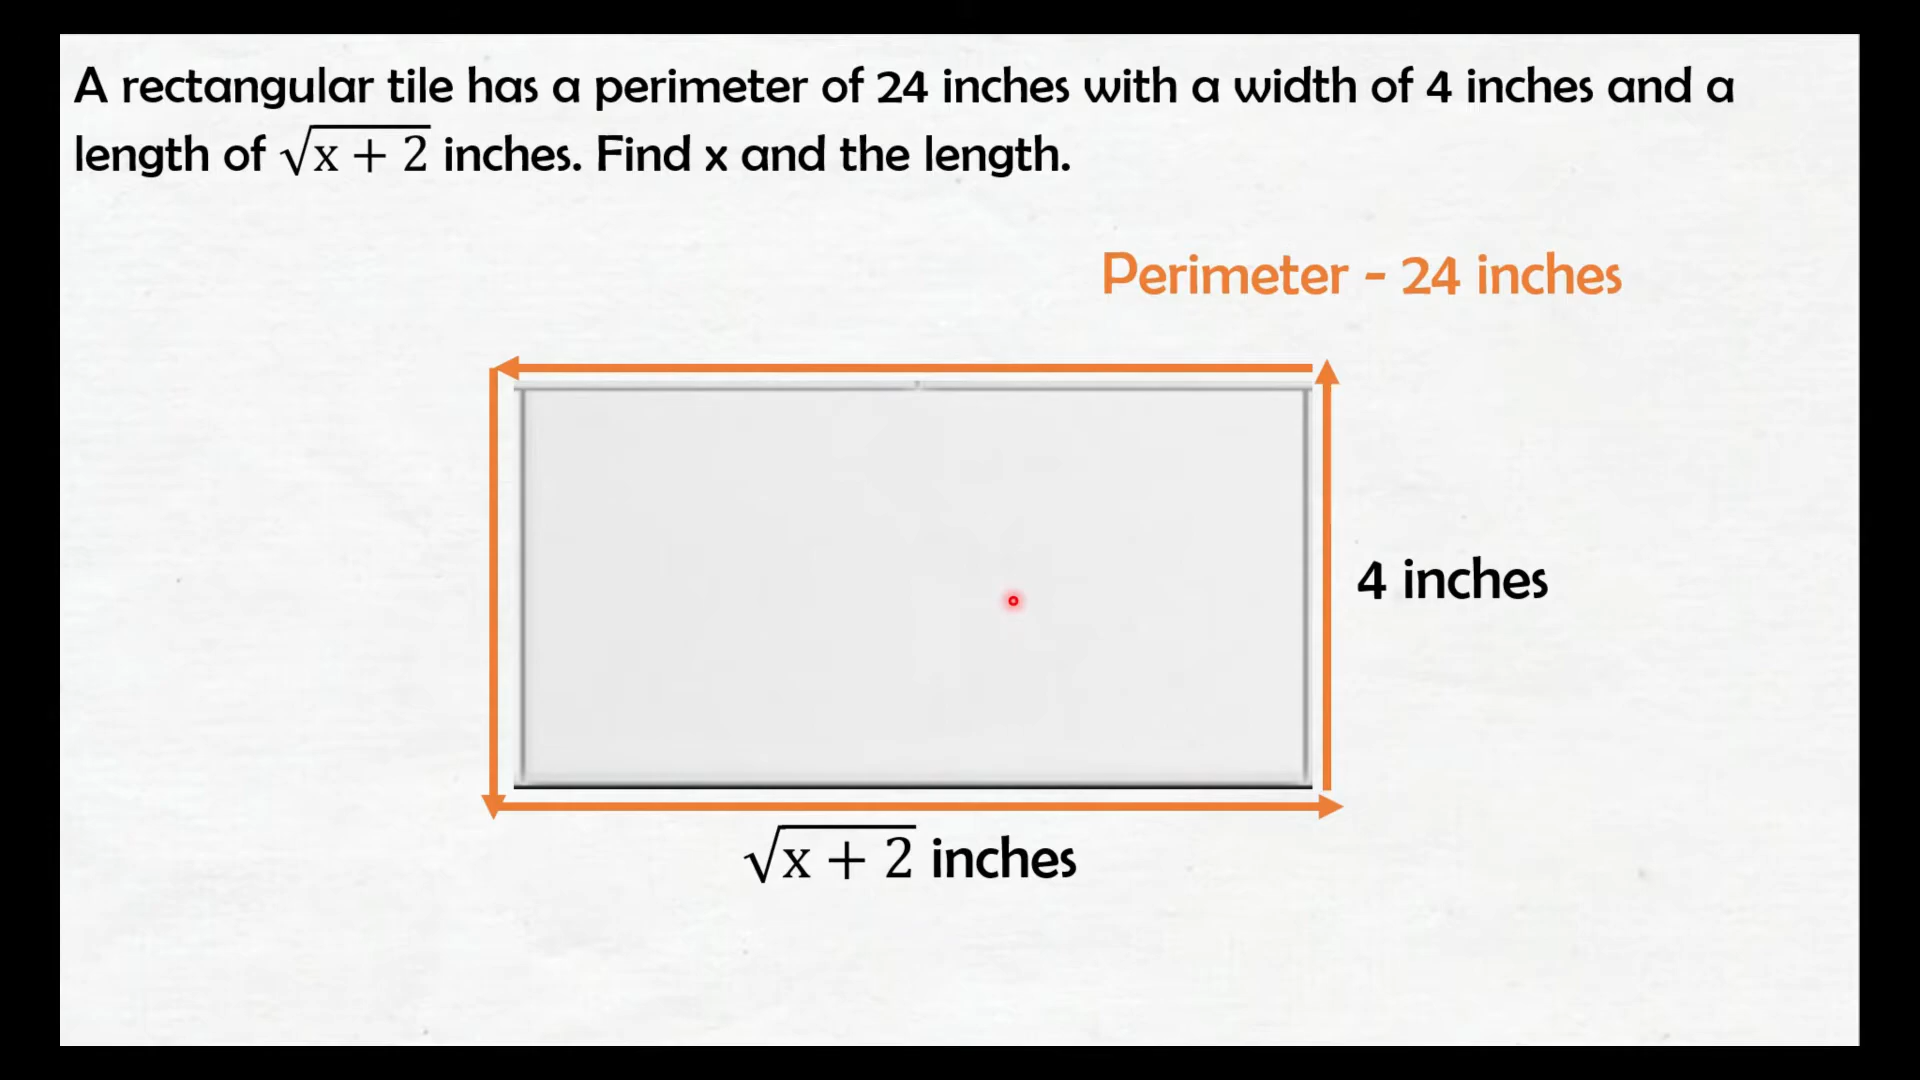 A rectangular tile has a perimeter of 24 inches with a width of 4 inches and a
length of √(x + 2) inches. Find x and the length.
Perimeter - 24 inches
4 inches
√(x + 2) inches